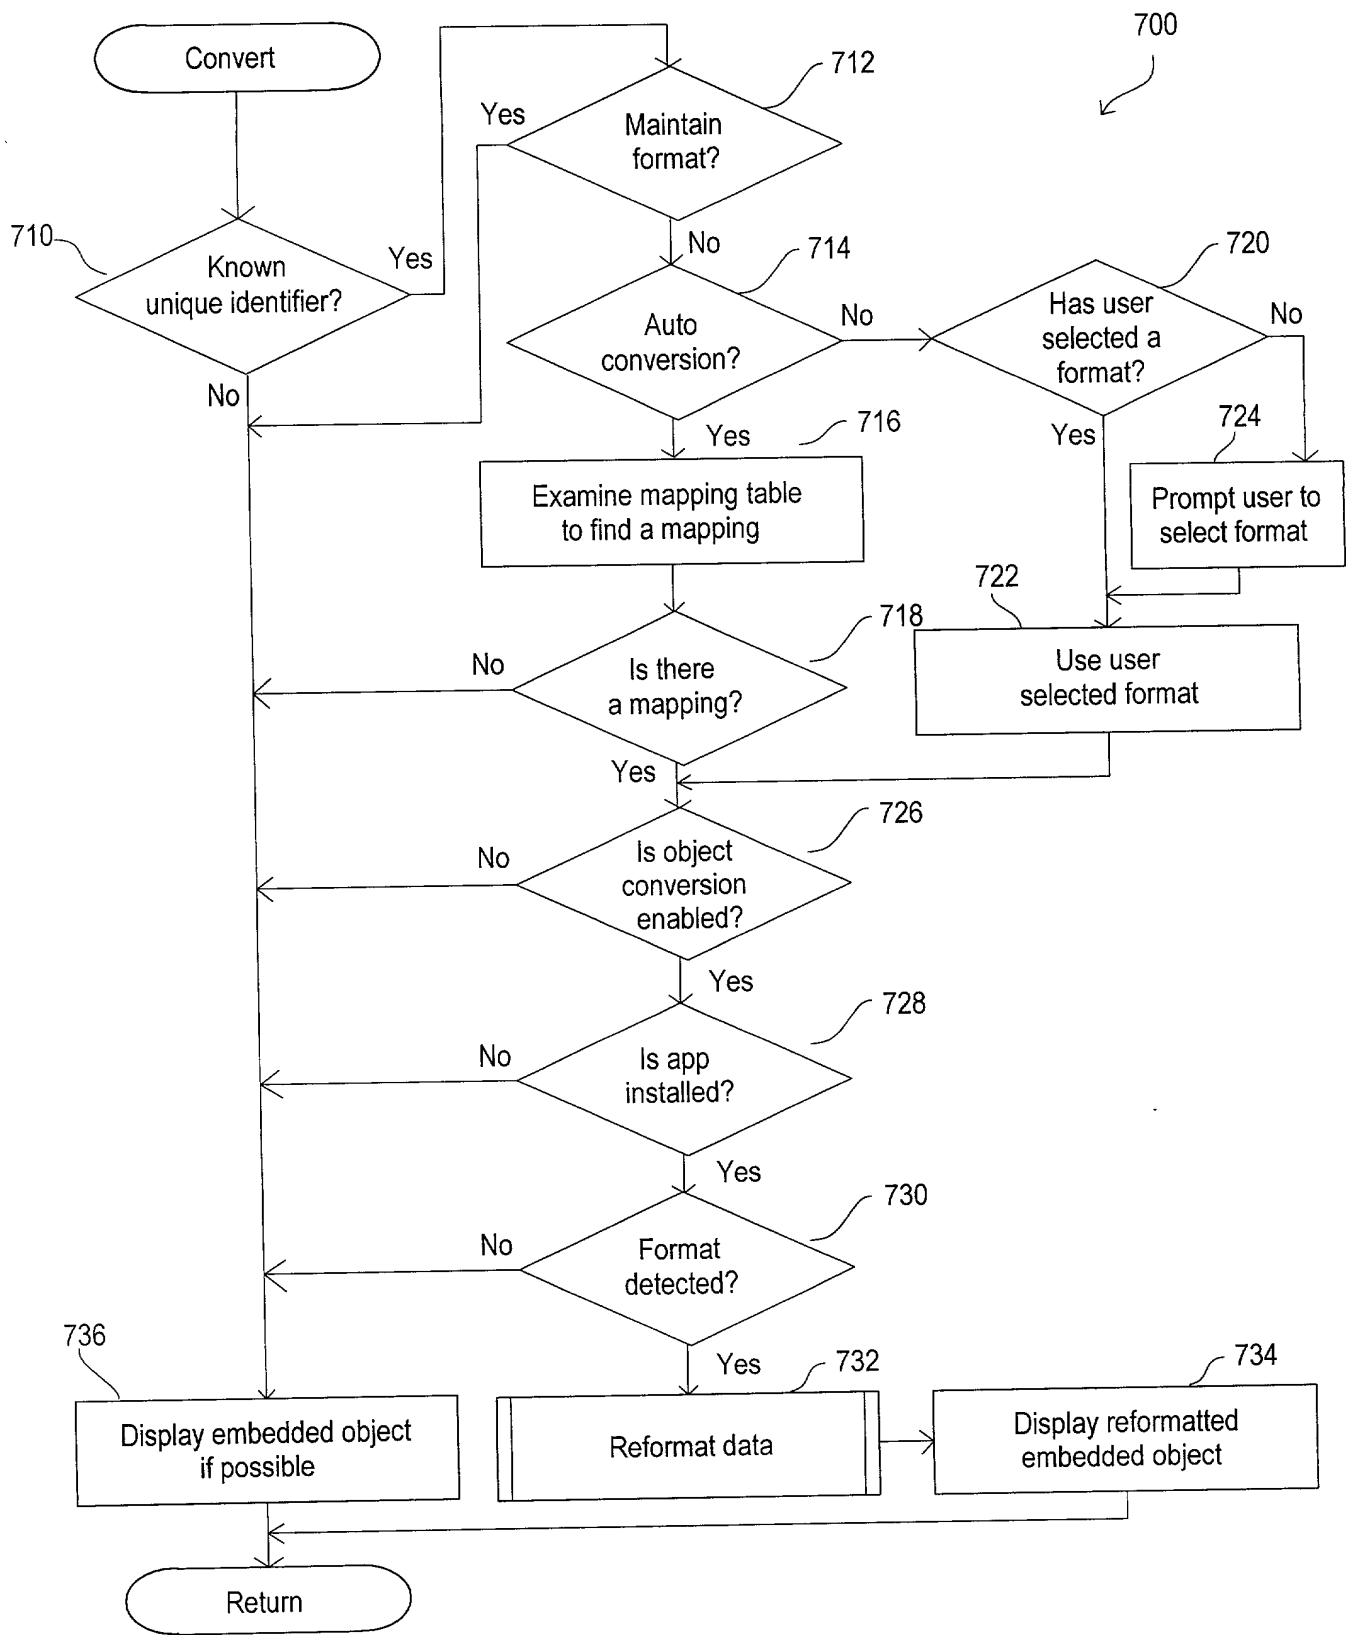 700
Convert
712
Yes
Maintain
format?
710
Known
unique identifier?
Yes
No
714
720
Auto
conversion?
No
Has user
selected a
format?
No
No
716
Yes
Yes
724
Examine mapping table
to find a mapping
Prompt user to
select format
722
718
No
Is there
a mapping?
Use user
selected format
Yes
726
No
Is object
conversion
enabled?
Yes
728
No
Is app
installed?
Yes
730
No
Format
detected?
736
Yes
732
734
Display embedded object
if possible
Reformat data
Display reformatted
embedded object
Return